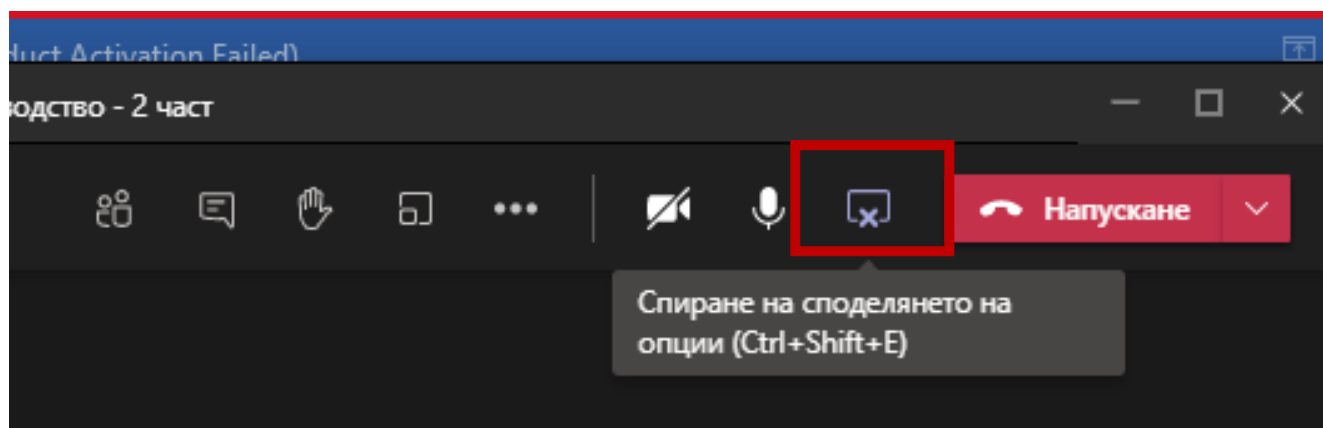 duct Activation Failed)
водство - 2 част
Напускане
Спиране на споделянето на
опции (Ctrl+Shift+E)